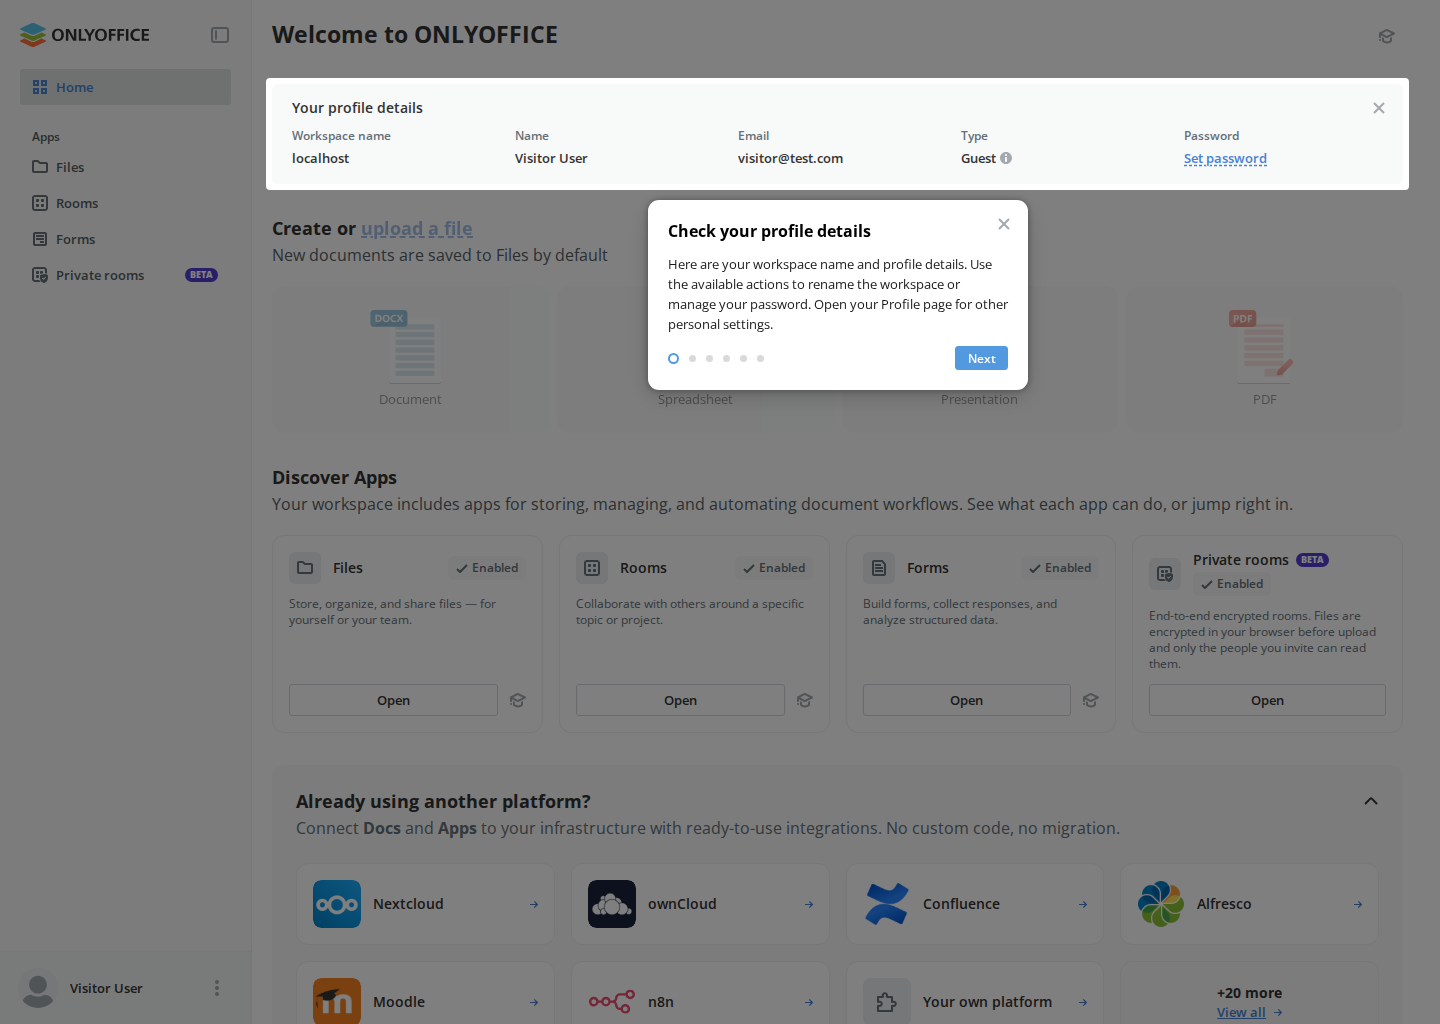 ONLYOFFICE
Welcome to ONLYOFFICE
Home
Apps
Files
Rooms
Forms
Private rooms BETA
Your profile details
Workspace name Name Email Type Password
localhost Visitor User visitor@test.com Guest Set password
Create or upload a file
New documents are saved to Files by default
Check your profile details
Here are your workspace name and profile details. Use
the available actions to rename the workspace or
manage your password. Open your Profile page for other
personal settings.
Next
DOCX
PDF
Document Spreadsheet Presentation PDF
Discover Apps
Your workspace includes apps for storing, managing, and automating document workflows. See what each app can do, or jump right in.
Files Enabled
Store, organize, and share files — for
yourself or your team.
Open
Rooms Enabled
Collaborate with others around a specific
topic or project.
Open
Forms Enabled
Build forms, collect responses, and
analyze structured data.
Open
Private rooms BETA
Enabled
End-to-end encrypted rooms. Files are
encrypted in your browser before upload
and only the people you invite can read
them.
Open
Already using another platform?
Connect Docs and Apps to your infrastructure with ready-to-use integrations. No custom code, no migration.
Nextcloud
ownCloud
Confluence
Alfresco
Moodle
n8n
Your own platform
+20 more
View all
Visitor User